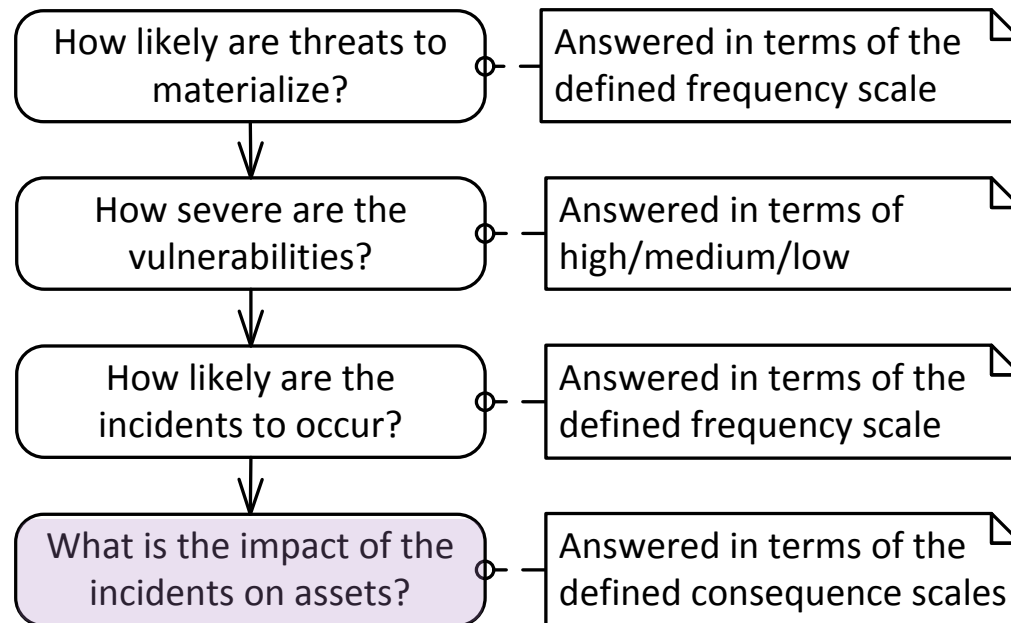 How likely are threats to
materialize?
Answered in terms of the
defined frequency scale
How severe are the
vulnerabilities?
Answered in terms of
high/medium/low
How likely are the
incidents to occur?
Answered in terms of the
defined frequency scale
What is the impact of the
incidents on assets?
Answered in terms of the
defined consequence scales